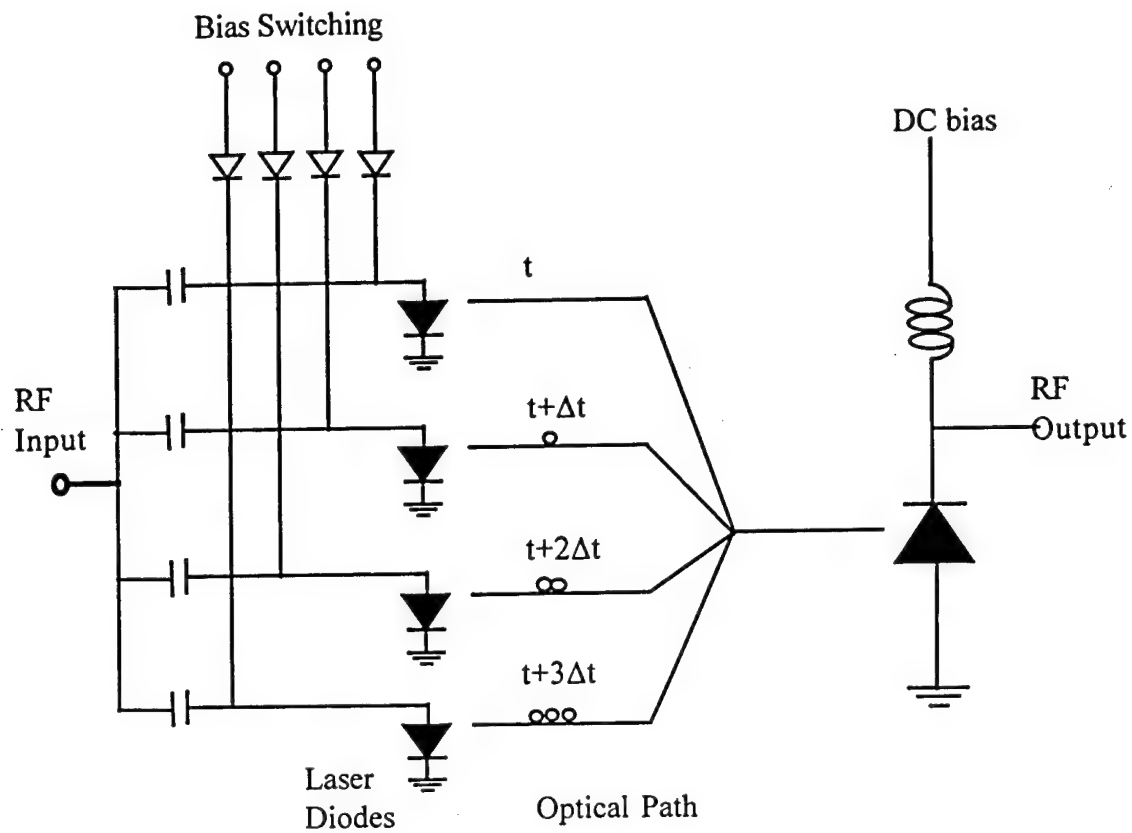 Bias Switching
DC bias
t
RF
Input
t+Δt
RF
Output
t+2Δt
t+3Δt
Laser
Diodes
Optical Path